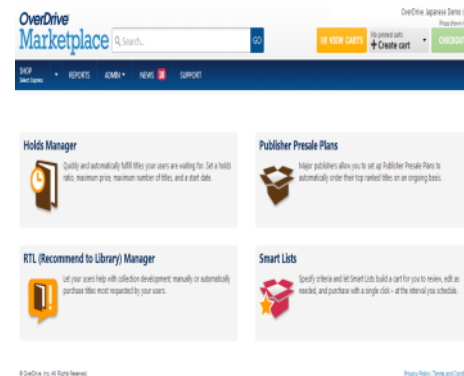 OverDrive Japanese Demo
OverDrive
Marketplace
Search...
GO
VIEW CARTS
No pinned carts
Create cart
CHECKOUT
SHOP
Select Express
REPORTS
ADMIN
NEWS
SUPPORT
Holds Manager
Quickly and automatically fulfill titles your users are waiting for. Set a holds
ratio, maximum price, maximum number of titles, and a start date.
Publisher Presale Plans
Major publishers allow you to set up Publisher Presale Plans to
automatically order their top ranked titles on an ongoing basis.
RTL (Recommend to Library) Manager
Let your users help with collection development; manually or automatically
purchase titles most requested by your users.
Smart Lists
Specify criteria and let Smart Lists build a cart for you to review, edit as
needed, and purchase with a single click - at the interval you schedule.
© OverDrive, Inc. All Rights Reserved.
Privacy Policy | Terms and Cond